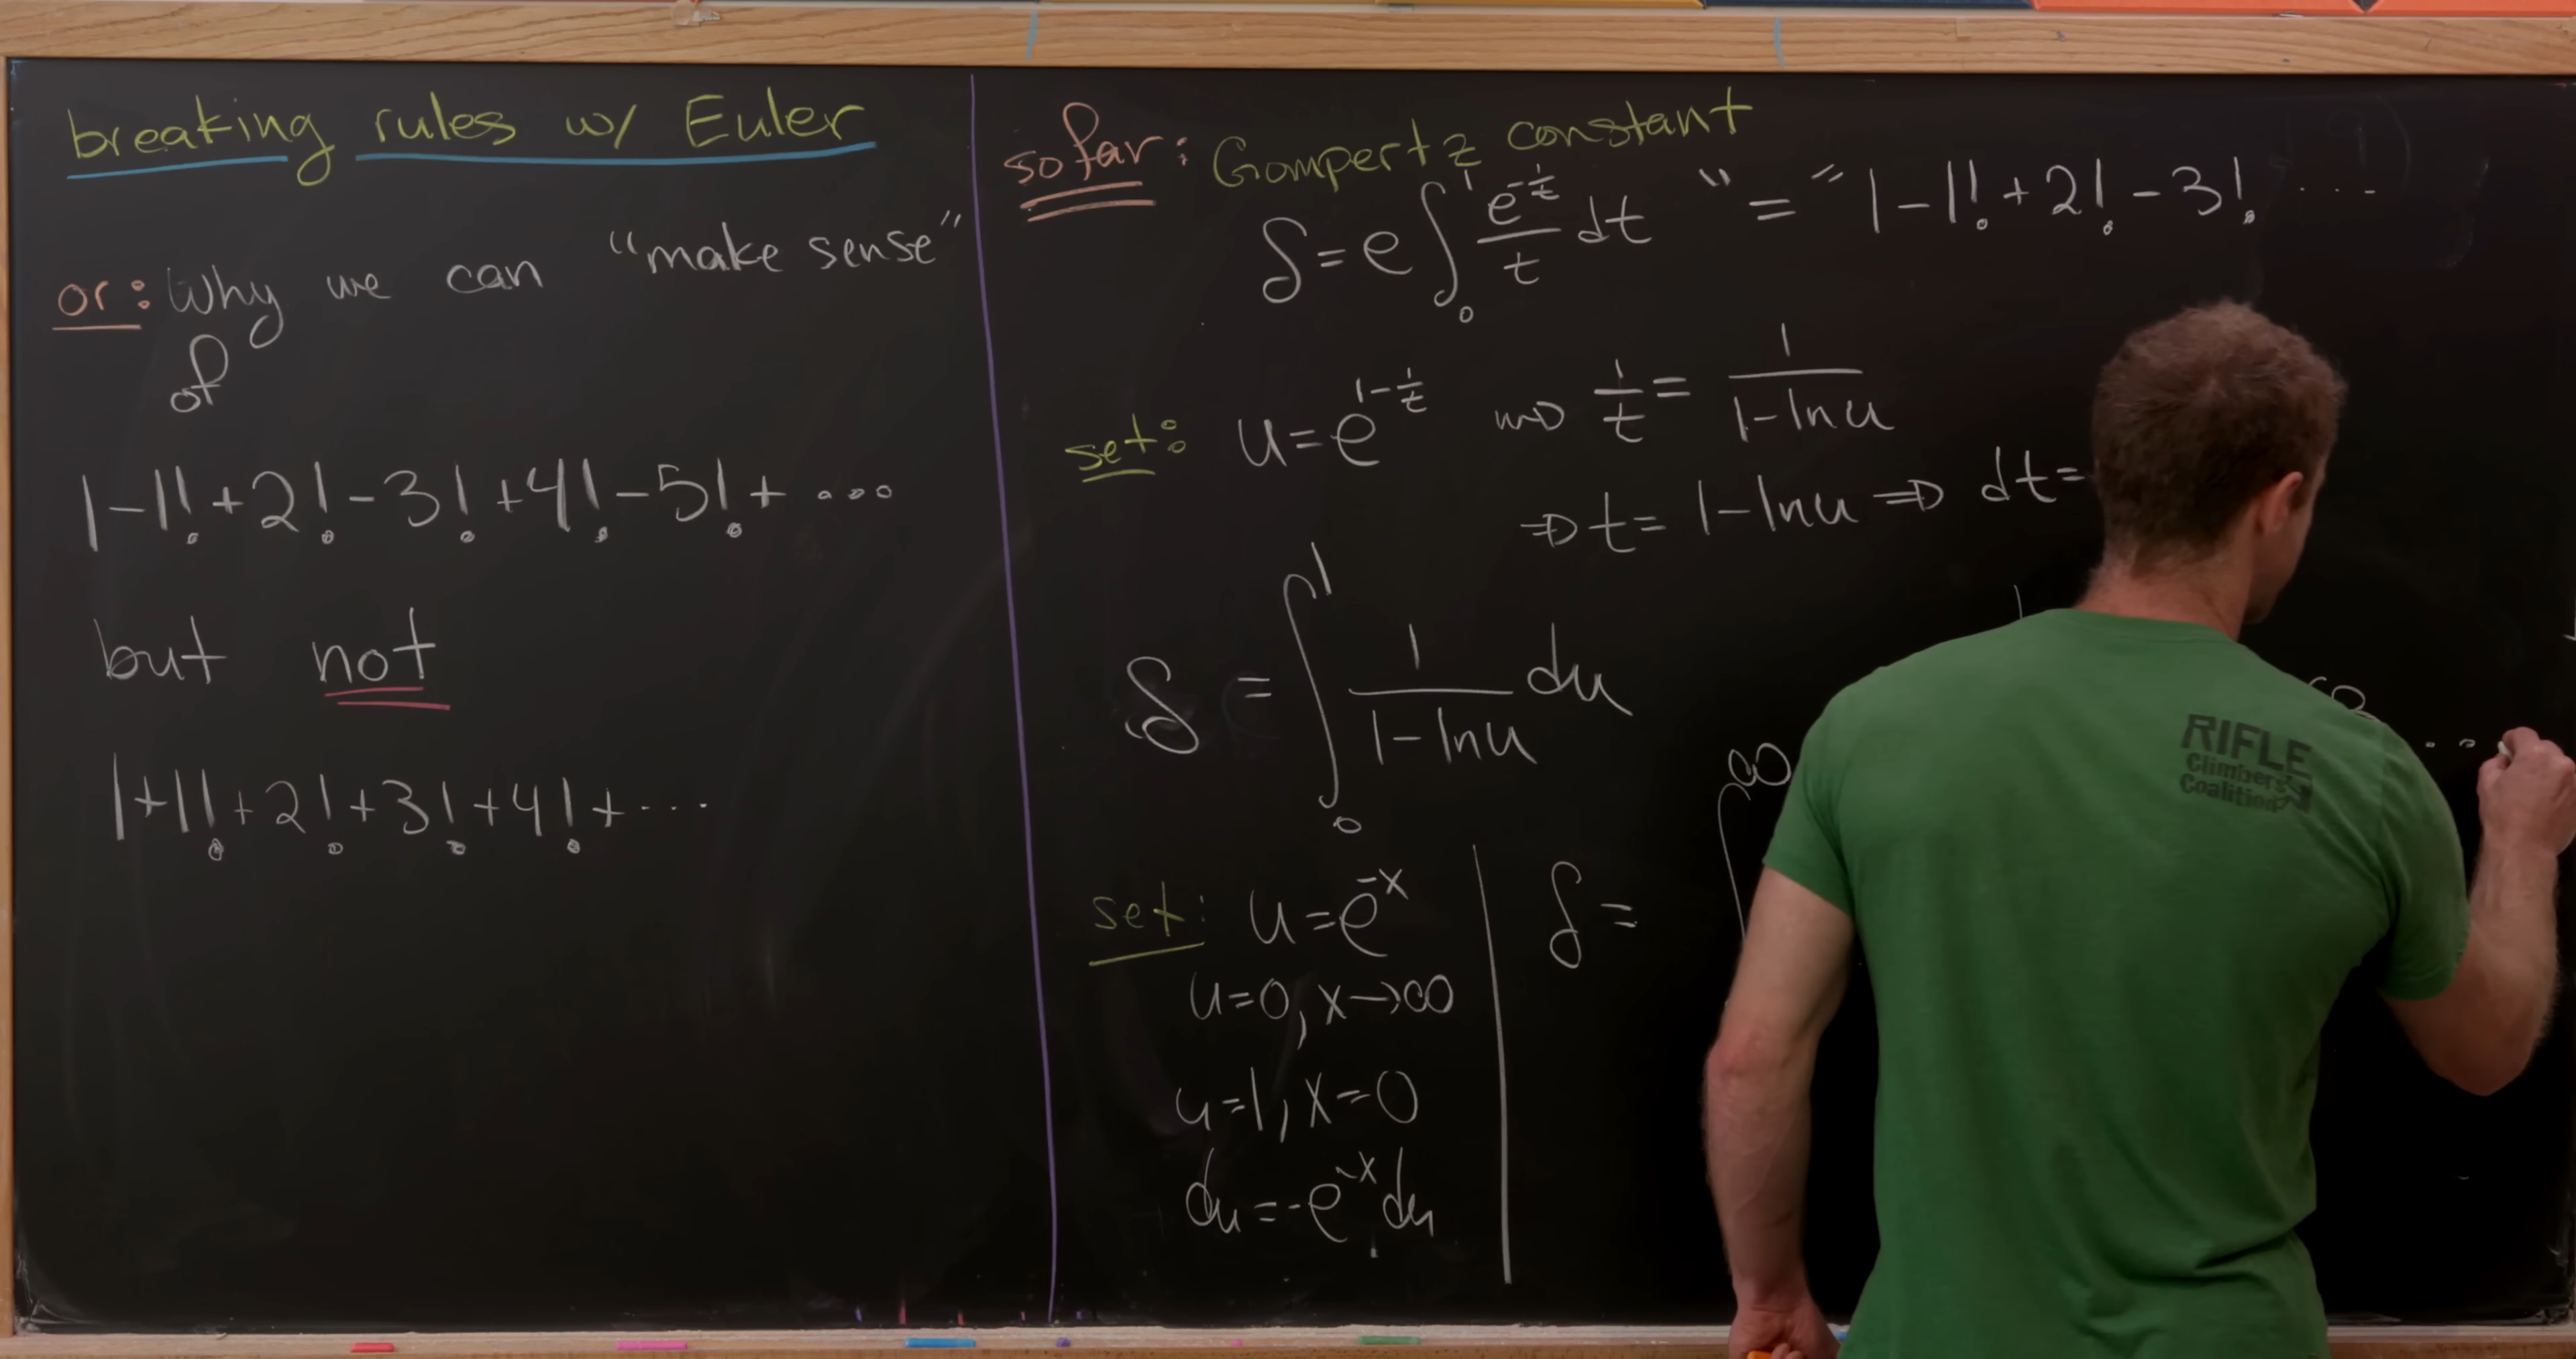 breaking rules w/ Euler
or: Why we can "make sense"
of
1-1!+2!-3!+4!-5!+...
but not
1+1!+2!+3!+4!+...
so far: Gompertz constant
δ = e ∫₀¹ e^(-1/t)/t dt "=" 1-1!+2!-3! ...
set: u = e^(1-1/t) ⇝ 1/t = 1/(1-ln u)
⇒ t = 1-ln u ⇒ dt =
δ = ∫₀¹ 1/(1-ln u) du
set: u = e^(-x)
u=0, x→∞
u=1, x=0
du = -e^(-x) du
δ = ∫ ∞
RIFLE
Climbers
Coalition